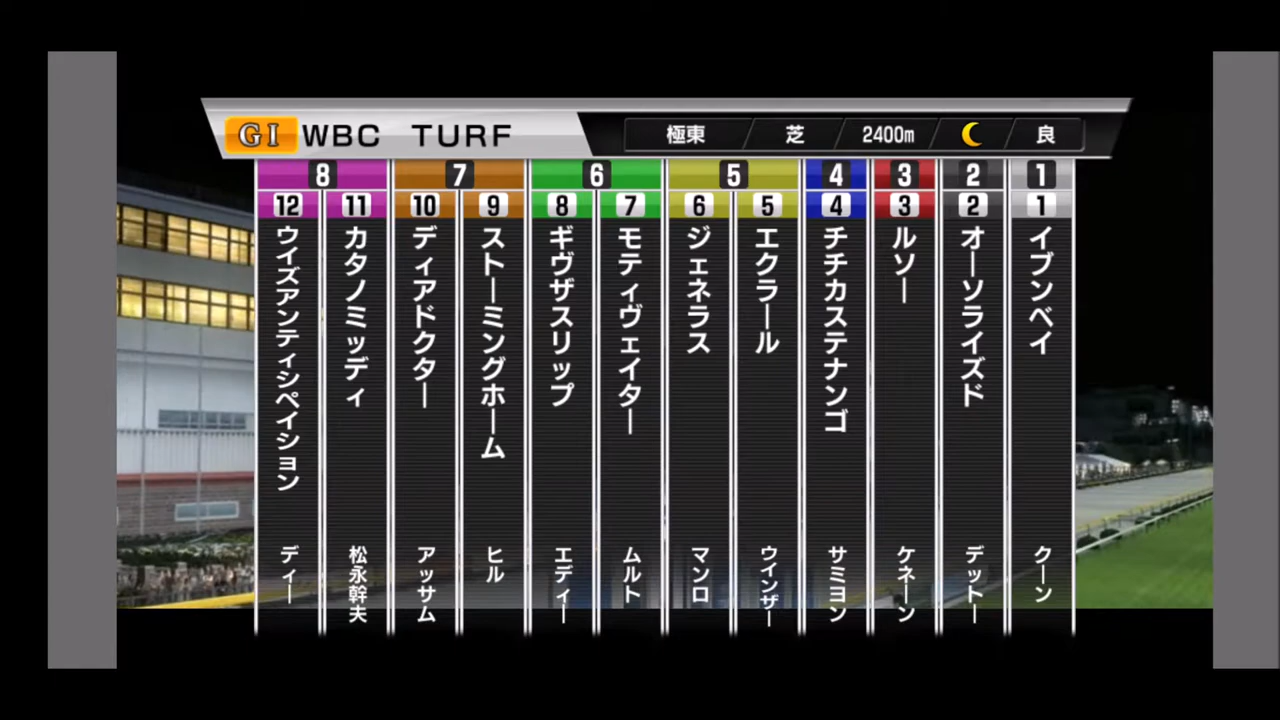 GI WBC TURF 極東 芝 2400m 良
8 7 6 5 4 3 2 1
12 11 10 9 8 7 6 5 4 3 2 1
イブンベイ
クーン
オーソライズド
デットー
ルソー
ケネーン
チチカステナンゴ
サミヨン
エクラール
ウインザー
ジェネラス
マンロ
モティヴェイター
ムルト
ギヴザスリップ
エディー
ストーミングホーム
ヒル
ディアドクター
アッサム
カタノミッディ
松永幹夫
ウイズアンティシペイション
ディー